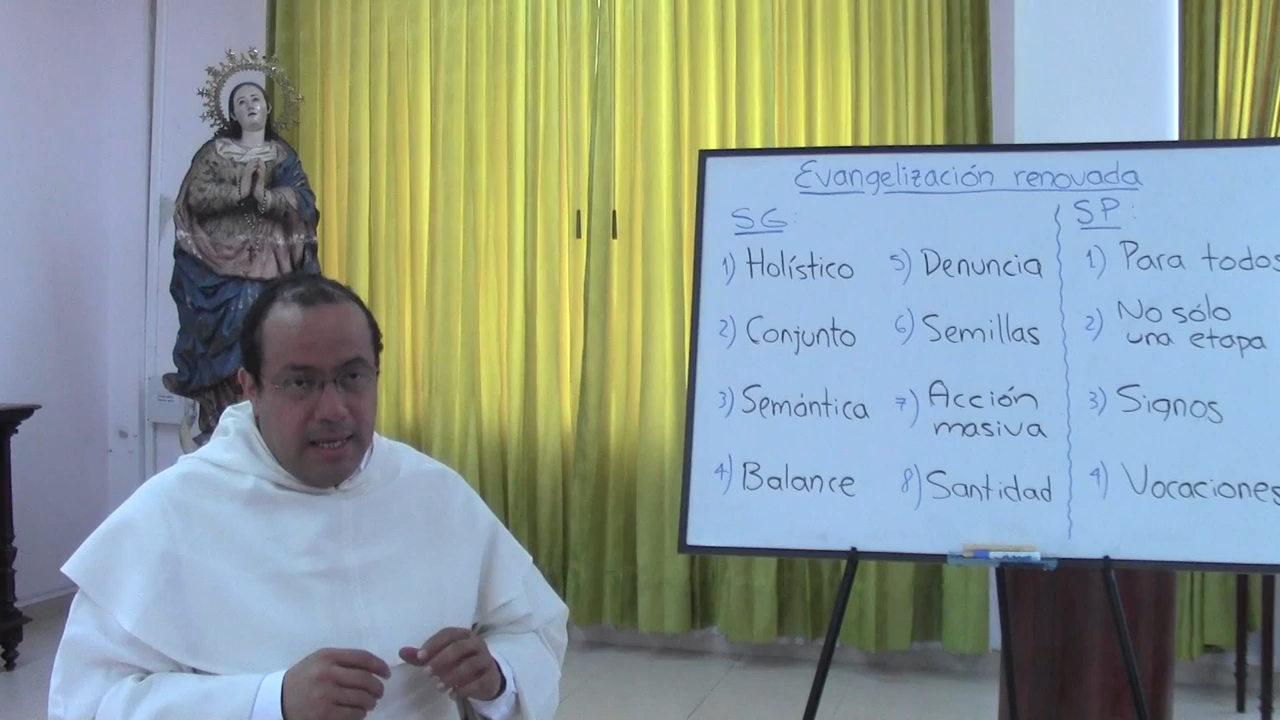 Evangelización renovada
SG:
1) Holístico
2) Conjunto
3) Semántica
4) Balance
5) Denuncia
6) Semillas
7) Acción
masiva
8) Santidad
SP:
1) Para todos
2) No sólo
una etapa
3) Signos
4) Vocaciones